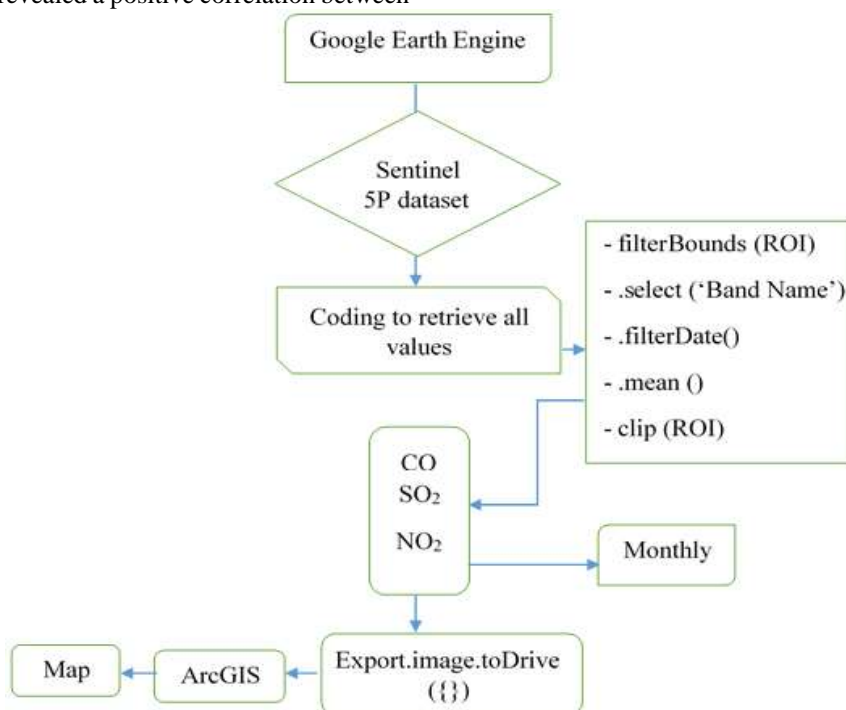 revealed a positive correlation between
Google Earth Engine
Sentinel
5P dataset
Coding to retrieve all
values
- filterBounds (ROI)
- .select (‘Band Name’)
- .filterDate()
- .mean ()
- clip (ROI)
CO
SO₂
NO₂
Monthly
Export.image.toDrive
({})
ArcGIS
Map